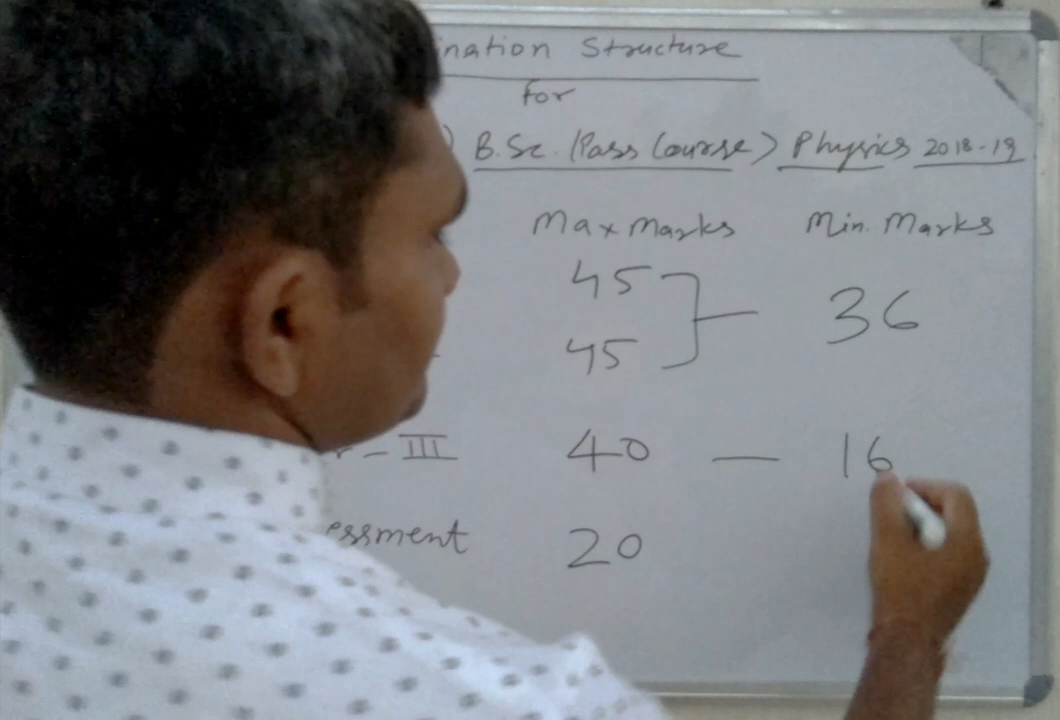 ination Structure
for
) B.Sc. (Pass Course) Physics 2018-19
Max Marks Min. Marks
45
36
45
r - III 40 — 16
essment 20